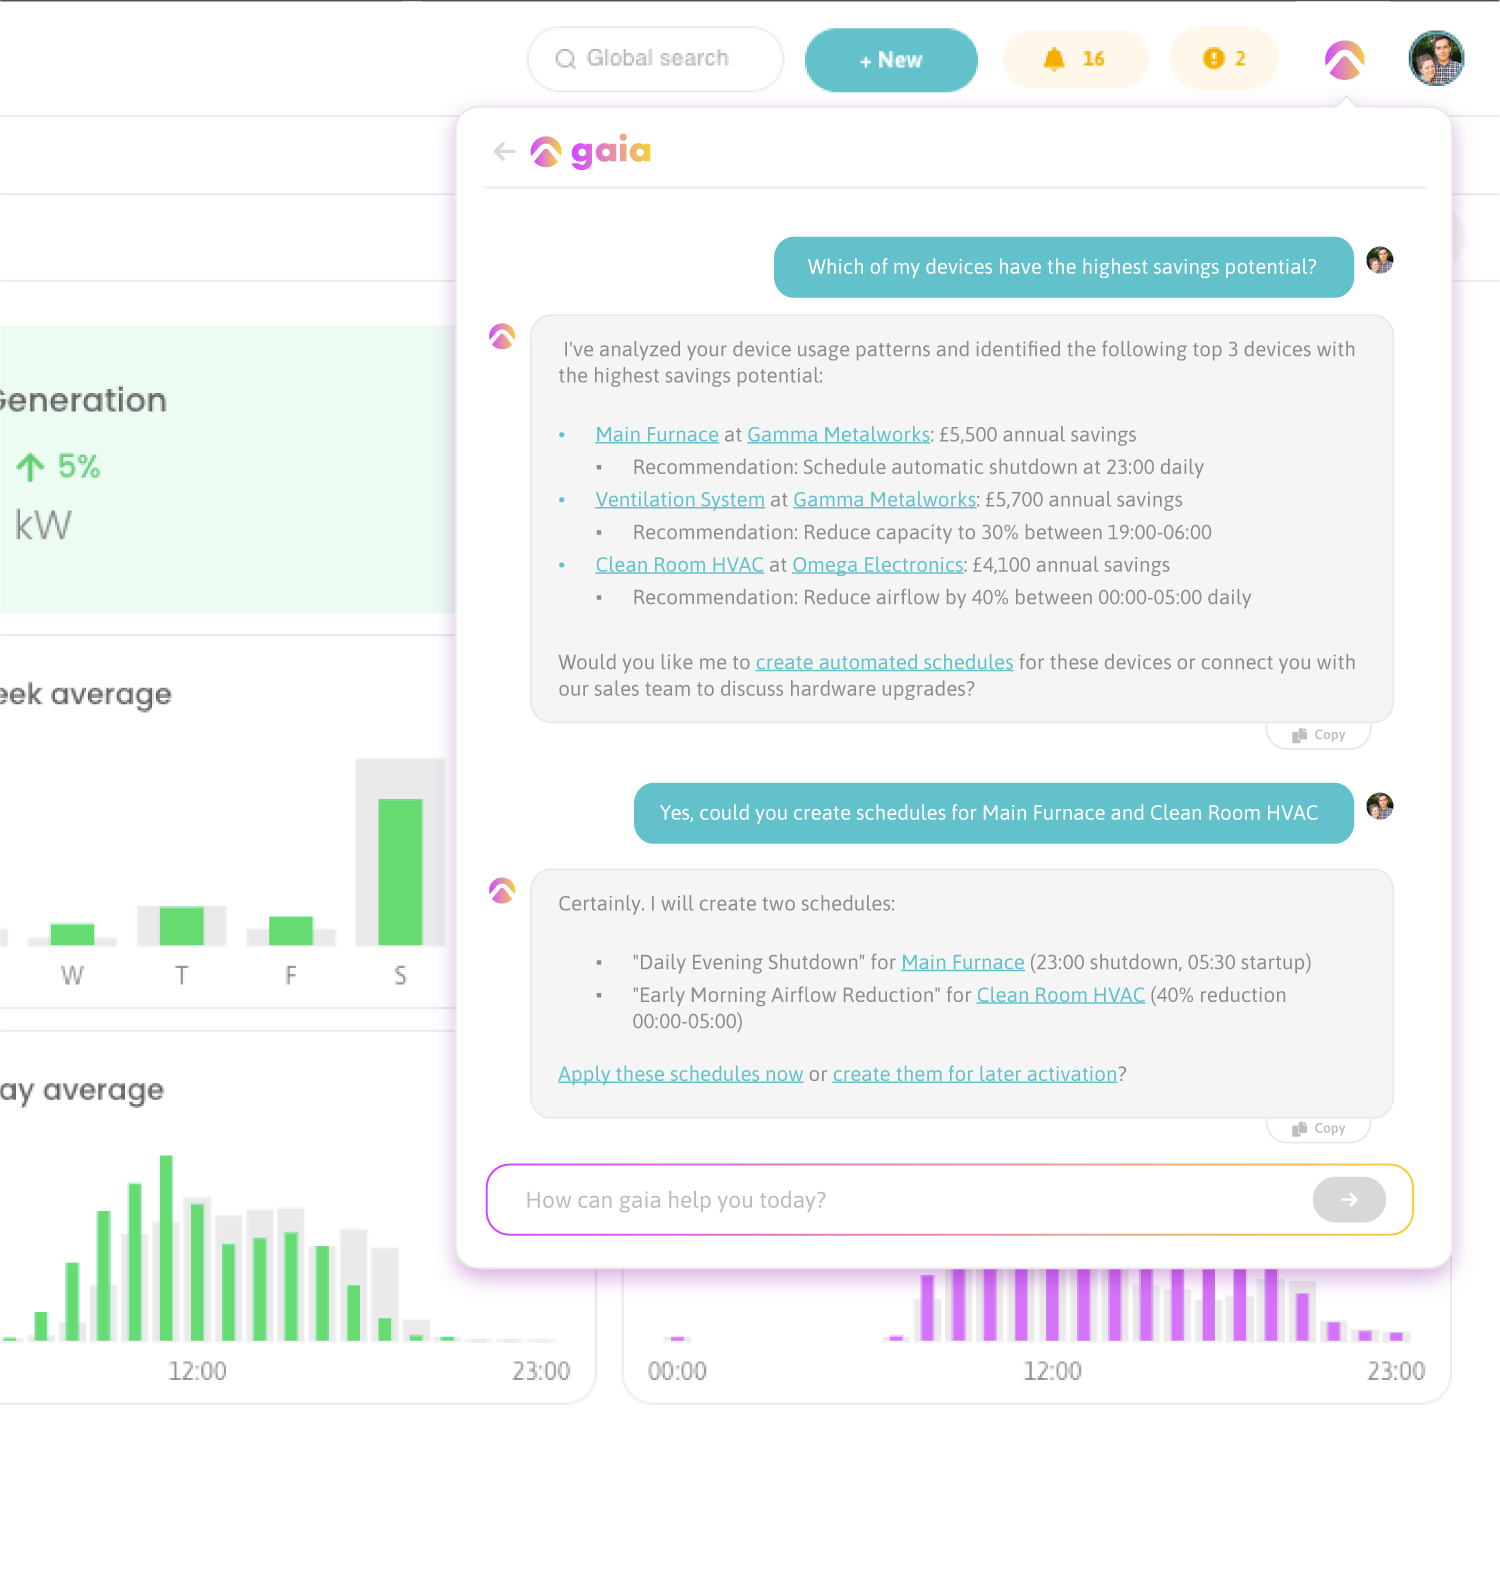 Global search
+ New
16
2
gaia
Which of my devices have the highest savings potential?
I've analyzed your device usage patterns and identified the following top 3 devices with
the highest savings potential:
• Main Furnace at Gamma Metalworks: £5,500 annual savings
▪ Recommendation: Schedule automatic shutdown at 23:00 daily
• Ventilation System at Gamma Metalworks: £5,700 annual savings
▪ Recommendation: Reduce capacity to 30% between 19:00-06:00
• Clean Room HVAC at Omega Electronics: £4,100 annual savings
▪ Recommendation: Reduce airflow by 40% between 00:00-05:00 daily
Would you like me to create automated schedules for these devices or connect you with
our sales team to discuss hardware upgrades?
Copy
Yes, could you create schedules for Main Furnace and Clean Room HVAC
Certainly. I will create two schedules:
▪ "Daily Evening Shutdown" for Main Furnace (23:00 shutdown, 05:30 startup)
▪ "Early Morning Airflow Reduction" for Clean Room HVAC (40% reduction
00:00-05:00)
Apply these schedules now or create them for later activation?
Copy
How can gaia help you today?
Generation
5%
kW
eek average
W T F S
ay average
12:00 23:00
00:00 12:00 23:00